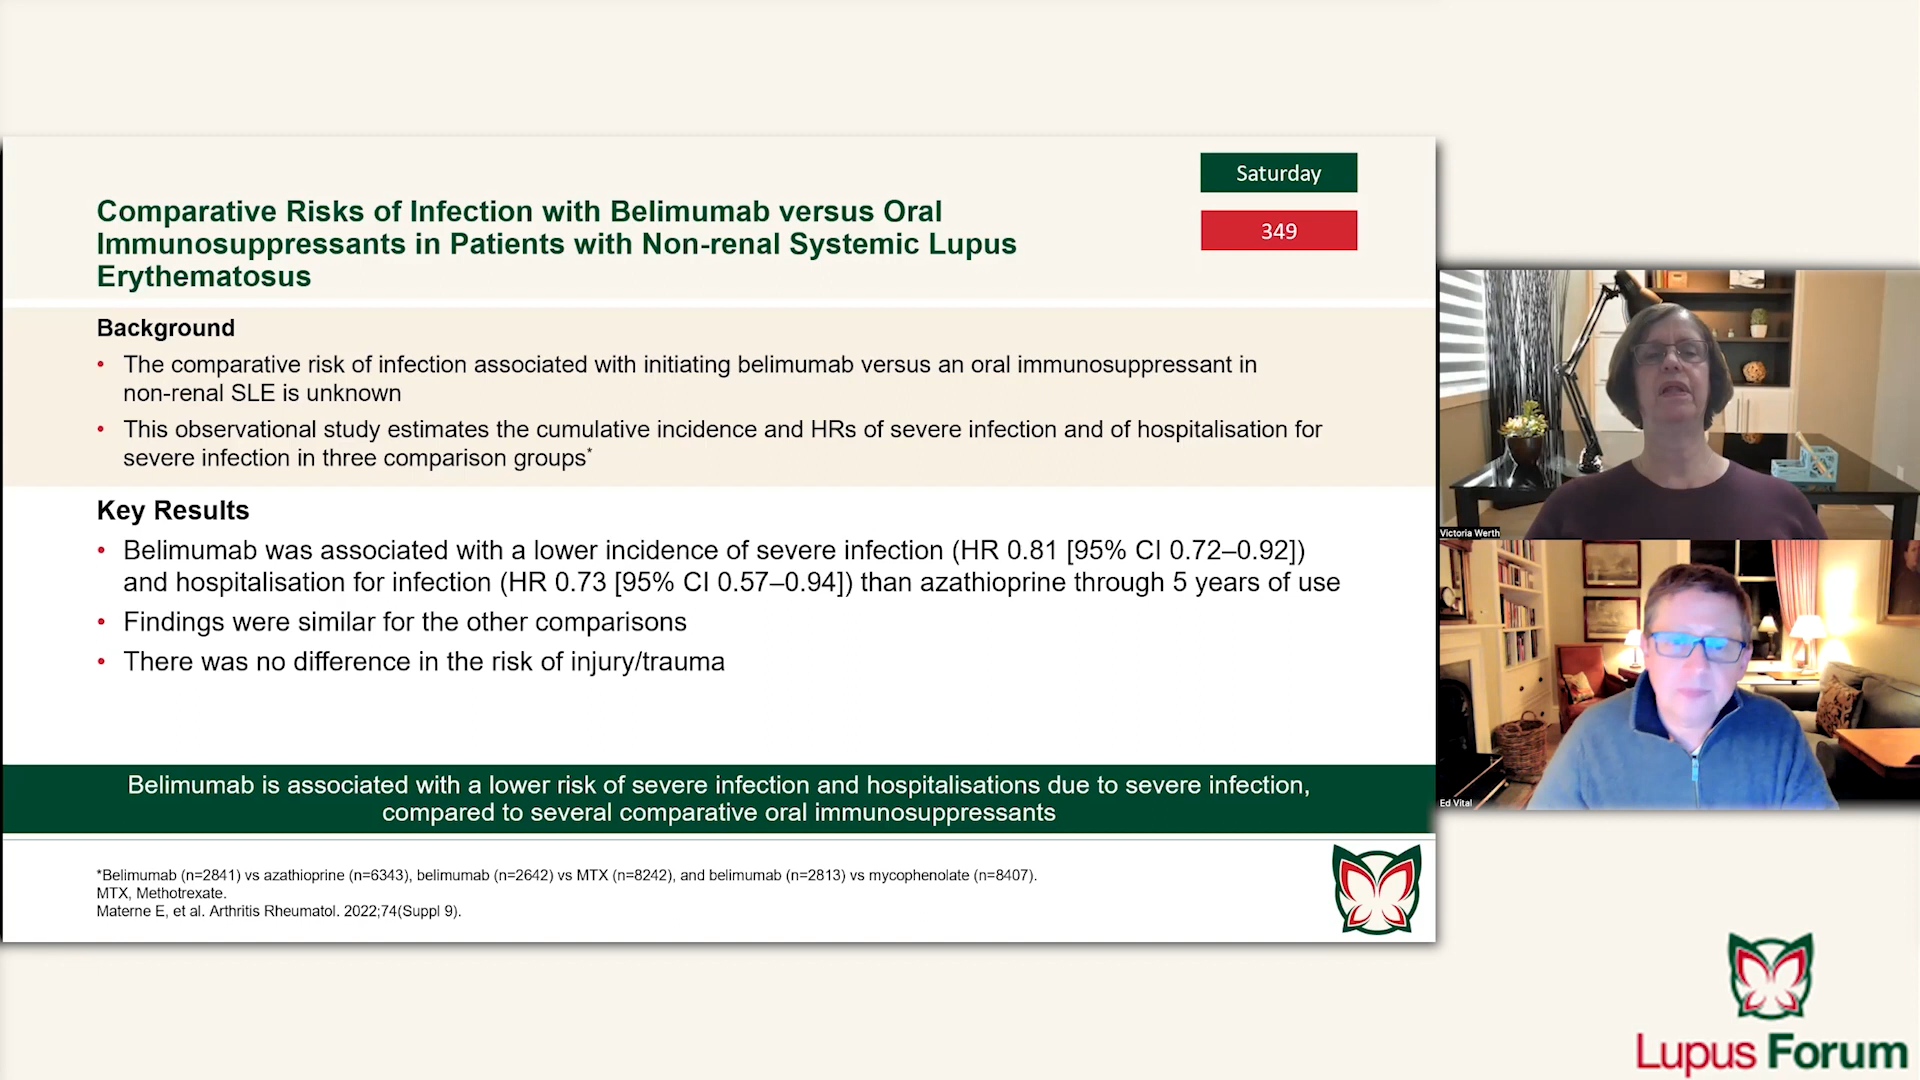 Saturday
349
Comparative Risks of Infection with Belimumab versus Oral
Immunosuppressants in Patients with Non-renal Systemic Lupus
Erythematosus
Background
• The comparative risk of infection associated with initiating belimumab versus an oral immunosuppressant in
non-renal SLE is unknown
• This observational study estimates the cumulative incidence and HRs of severe infection and of hospitalisation for
severe infection in three comparison groups*
Key Results
• Belimumab was associated with a lower incidence of severe infection (HR 0.81 [95% CI 0.72–0.92])
and hospitalisation for infection (HR 0.73 [95% CI 0.57–0.94]) than azathioprine through 5 years of use
• Findings were similar for the other comparisons
• There was no difference in the risk of injury/trauma
Belimumab is associated with a lower risk of severe infection and hospitalisations due to severe infection,
compared to several comparative oral immunosuppressants
*Belimumab (n=2841) vs azathioprine (n=6343), belimumab (n=2642) vs MTX (n=8242), and belimumab (n=2813) vs mycophenolate (n=8407).
MTX, Methotrexate.
Materne E, et al. Arthritis Rheumatol. 2022;74(Suppl 9).
Victoria Werth
Ed Vital
Lupus Forum